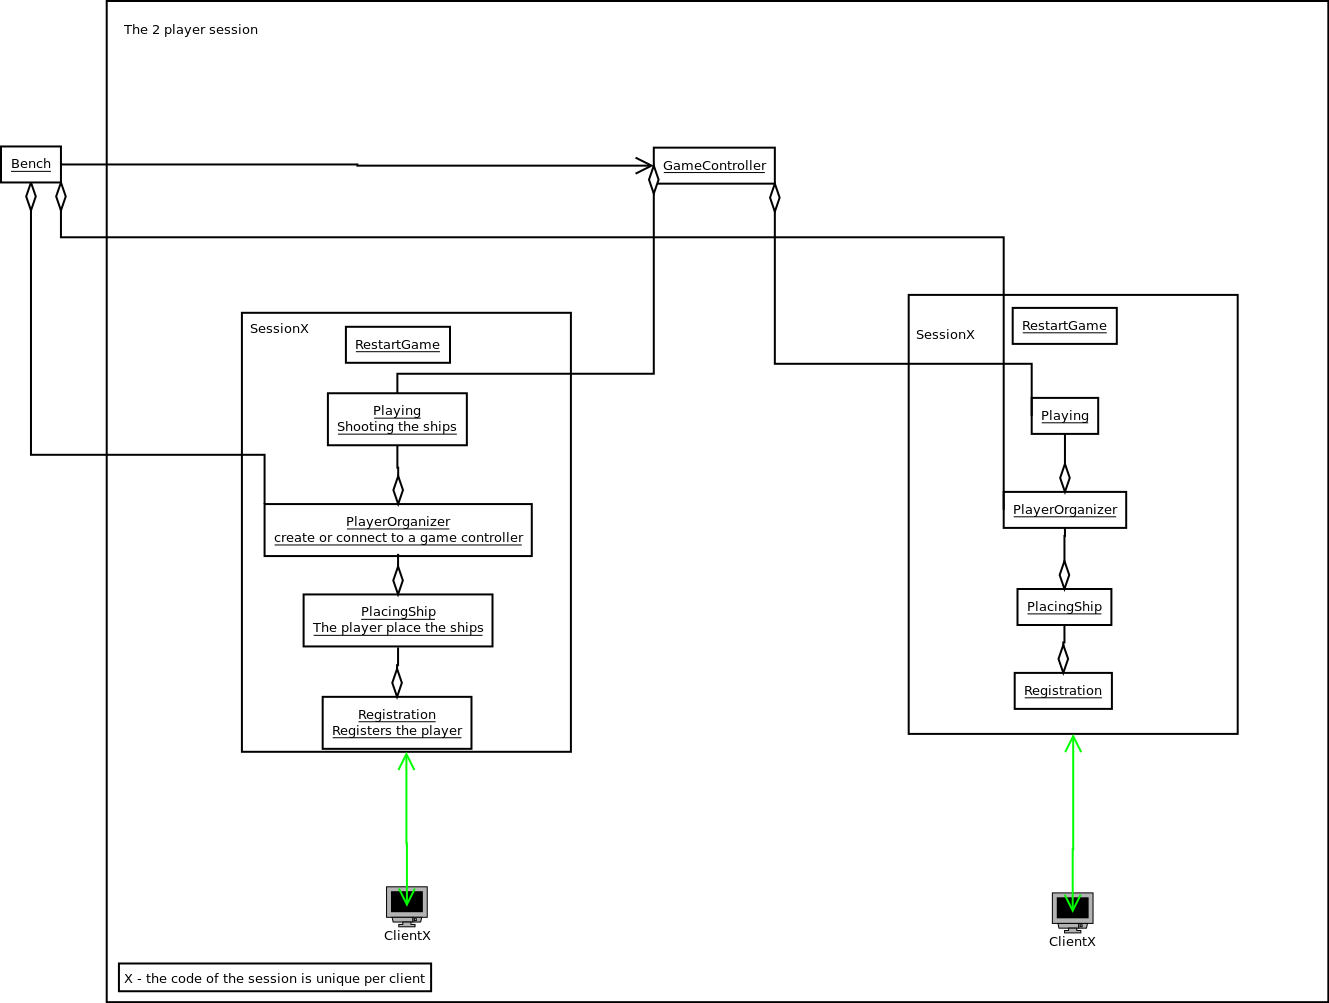 The 2 player session
Bench
GameController
SessionX
RestartGame
Playing
Shooting the ships
PlayerOrganizer
create or connect to a game controller
PlacingShip
The player place the ships
Registration
Registers the player
ClientX
SessionX
RestartGame
Playing
PlayerOrganizer
PlacingShip
Registration
ClientX
X - the code of the session is unique per client